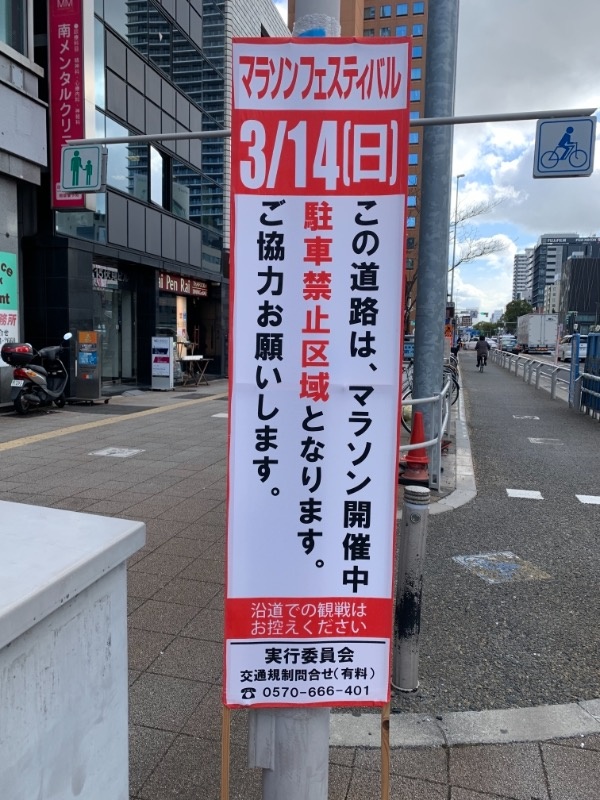 マラソンフェスティバル
3/14(日)
この道路は、マラソン開催中
駐車禁止区域となります。
ご協力お願いします。
沿道での観戦は
お控えください
実行委員会
交通規制問合せ(有料)
☎ 0570-666-401
南メンタルクリ